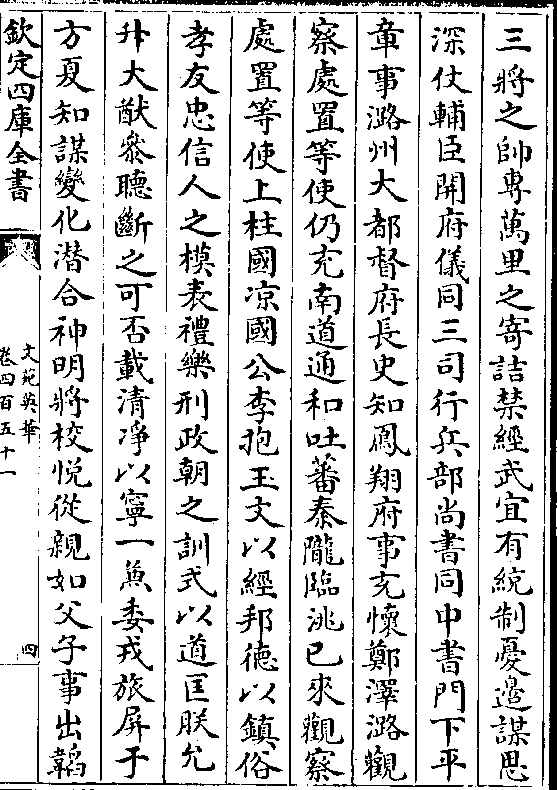 三將之帥專萬里之寄詰禁經武宜有統制憂邉謀思
深仗輔臣開府儀同三司行兵部尚書同中書門下平
章事潞州大都督府長史知鳳翔府事充懷鄭澤潞觀
察處置等使仍充南道通和吐蕃秦隴臨洮已來觀察
處置等使上柱國凉國公李抱玉文以經邦德以鎮俗
孝友忠信人之模表禮樂刑政朝之訓式以道匡朕允
升大猷叅聽斷之可否載清凈以寧一兼委戎旅屏于
方夏知謀變化潜合神明將校悦從親如父子事出韜
欽定四庫全書
文苑英華
卷四百五十一
四